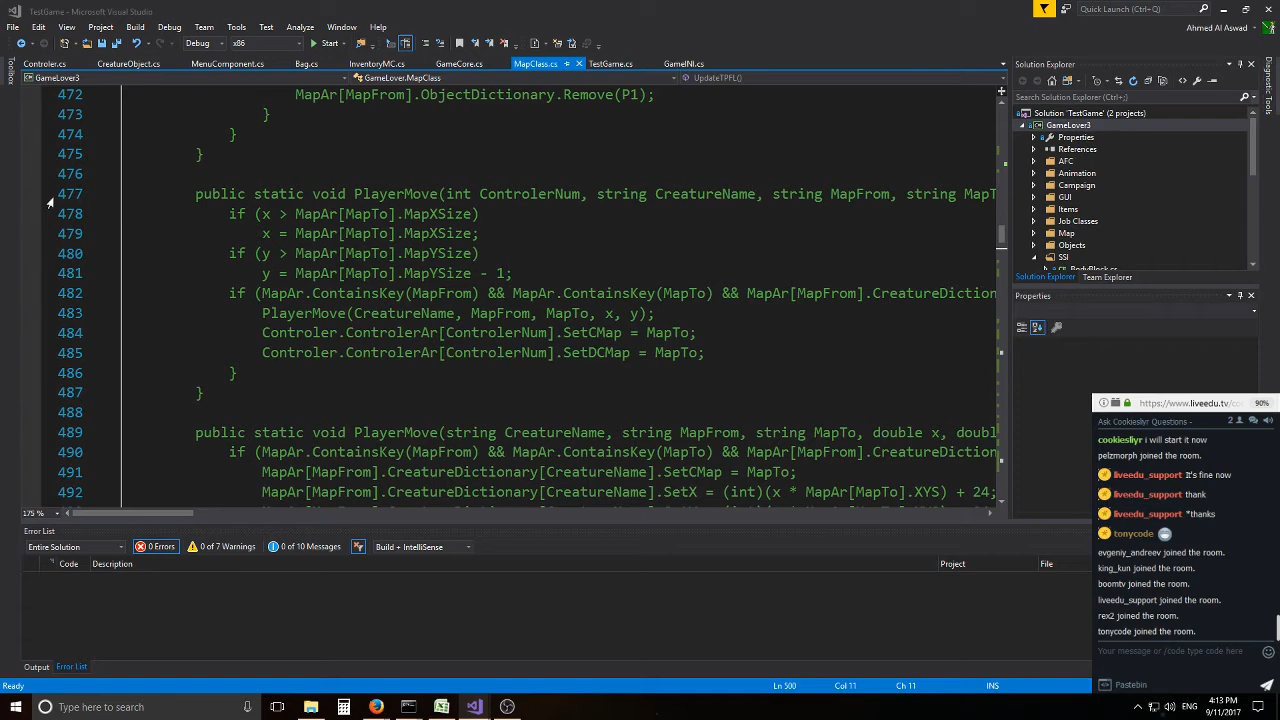 TestGame - Microsoft Visual Studio
Quick Launch (Ctrl+;)
File Edit View Project Build Debug Team Tools Test Analyze Window Help
Ahmed Al Aswad
Debug x86 Start
Controler.cs CreatureObject.cs MenuComponent.cs Bag.cs InventoryMC.cs GameCore.cs MapClass.cs TestGame.cs GameINI.cs
Toolbox
GameLover3 GameLover.MapClass UpdateTPFL()
472 MapAr[MapFrom].ObjectDictionary.Remove(P1);
473 }
474 }
475 }
476
477 public static void PlayerMove(int ControlerNum, string CreatureName, string MapFrom, string MapT
478 if (x > MapAr[MapTo].MapXSize)
479 x = MapAr[MapTo].MapXSize;
480 if (y > MapAr[MapTo].MapYSize)
481 y = MapAr[MapTo].MapYSize - 1;
482 if (MapAr.ContainsKey(MapFrom) && MapAr.ContainsKey(MapTo) && MapAr[MapFrom].CreatureDiction
483 PlayerMove(CreatureName, MapFrom, MapTo, x, y);
484 Controler.ControlerAr[ControlerNum].SetCMap = MapTo;
485 Controler.ControlerAr[ControlerNum].SetDCMap = MapTo;
486 }
487 }
488
489 public static void PlayerMove(string CreatureName, string MapFrom, string MapTo, double x, doubl
490 if (MapAr.ContainsKey(MapFrom) && MapAr.ContainsKey(MapTo) && MapAr[MapFrom].CreatureDiction
491 MapAr[MapFrom].CreatureDictionary[CreatureName].SetCMap = MapTo;
492 MapAr[MapFrom].CreatureDictionary[CreatureName].SetX = (int)(x * MapAr[MapTo].XYS) + 24;
175 %
Solution Explorer
Search Solution Explorer (Ctrl+;)
Solution 'TestGame' (2 projects)
GameLover3
Properties
References
AFC
Animation
Campaign
GUI
Items
Job Classes
Map
Objects
SSI
BodyBlock.cs
Solution Explorer Team Explorer
Properties
Diagnostic Tools
Error List
Entire Solution 0 Errors 0 of 7 Warnings 0 of 10 Messages Build + IntelliSense
Code Description Project File
Output Error List
Ready Ln 500 Col 11 Ch 11 INS
90%
Ask Cookiesliyr Questions - 2
cookiesliyr i will start it now
pelzmorph joined the room.
liveedu_support It's fine now
liveedu_support thank
liveedu_support *thanks
tonycode
evgeniy_andreev joined the room.
king_kun joined the room.
boomtv joined the room.
liveedu_support joined the room.
rex2 joined the room.
tonycode joined the room.
Your message or /code type code here
Pastebin
Type here to search
ENG
4:13 PM
9/11/2017